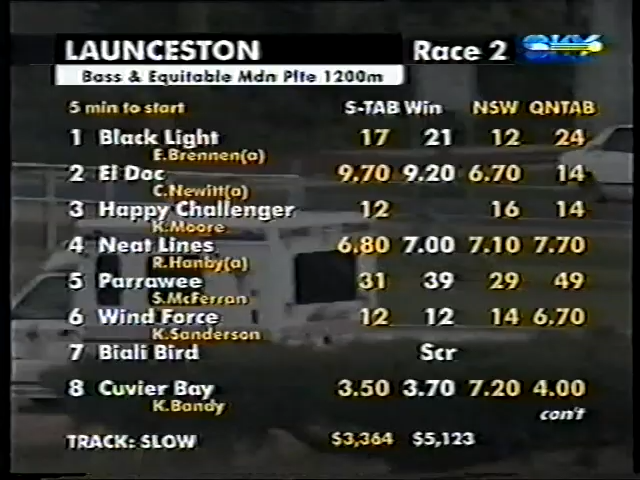 LAUNCESTON Race 2 SKY
Bass & Equitable Mdn Plte 1200m
5 min to start S-TAB Win NSW QNTAB
1 Black Light 17 21 12 24
E.Brennen(a)
2 El Doc 9.70 9.20 6.70 14
C.Newitt(a)
3 Happy Challenger 12 16 14
K.Moore
4 Neat Lines 6.80 7.00 7.10 7.70
R.Hanby(a)
5 Parrawee 31 39 29 49
S.McFerran
6 Wind Force 12 12 14 6.70
K.Sanderson
7 Biali Bird Scr
8 Cuvier Bay 3.50 3.70 7.20 4.00
K.Bandy
con't
TRACK: SLOW $3,364 $5,123